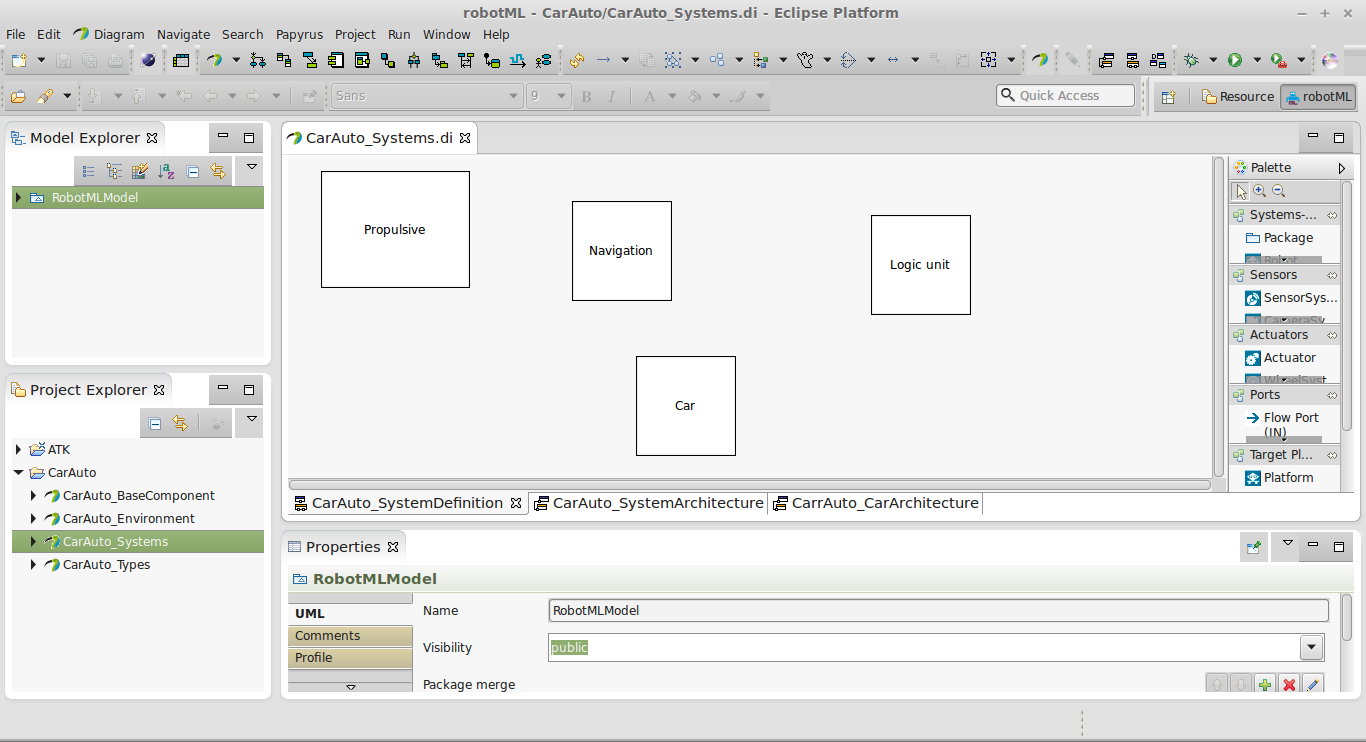 robotML - CarAuto/CarAuto_Systems.di - Eclipse Platform
File Edit Diagram Navigate Search Papyrus Project Run Window Help
Sans 9 B I A Quick Access Resource robotML
Model Explorer
RobotMLModel
Project Explorer
ATK
CarAuto
CarAuto_BaseComponent
CarAuto_Environment
CarAuto_Systems
CarAuto_Types
CarAuto_Systems.di
Propulsive
Navigation
Logic unit
Car
Palette
Systems-...
Package
Robot
Sensors
SensorSys...
CameraSy
Actuators
Actuator
WheelSyst
Ports
Flow Port
(IN)
Target Pl...
Platform
CarAuto_SystemDefinition CarAuto_SystemArchitecture CarrAuto_CarArchitecture
Properties
RobotMLModel
UML
Comments
Profile
Name RobotMLModel
Visibility public
Package merge